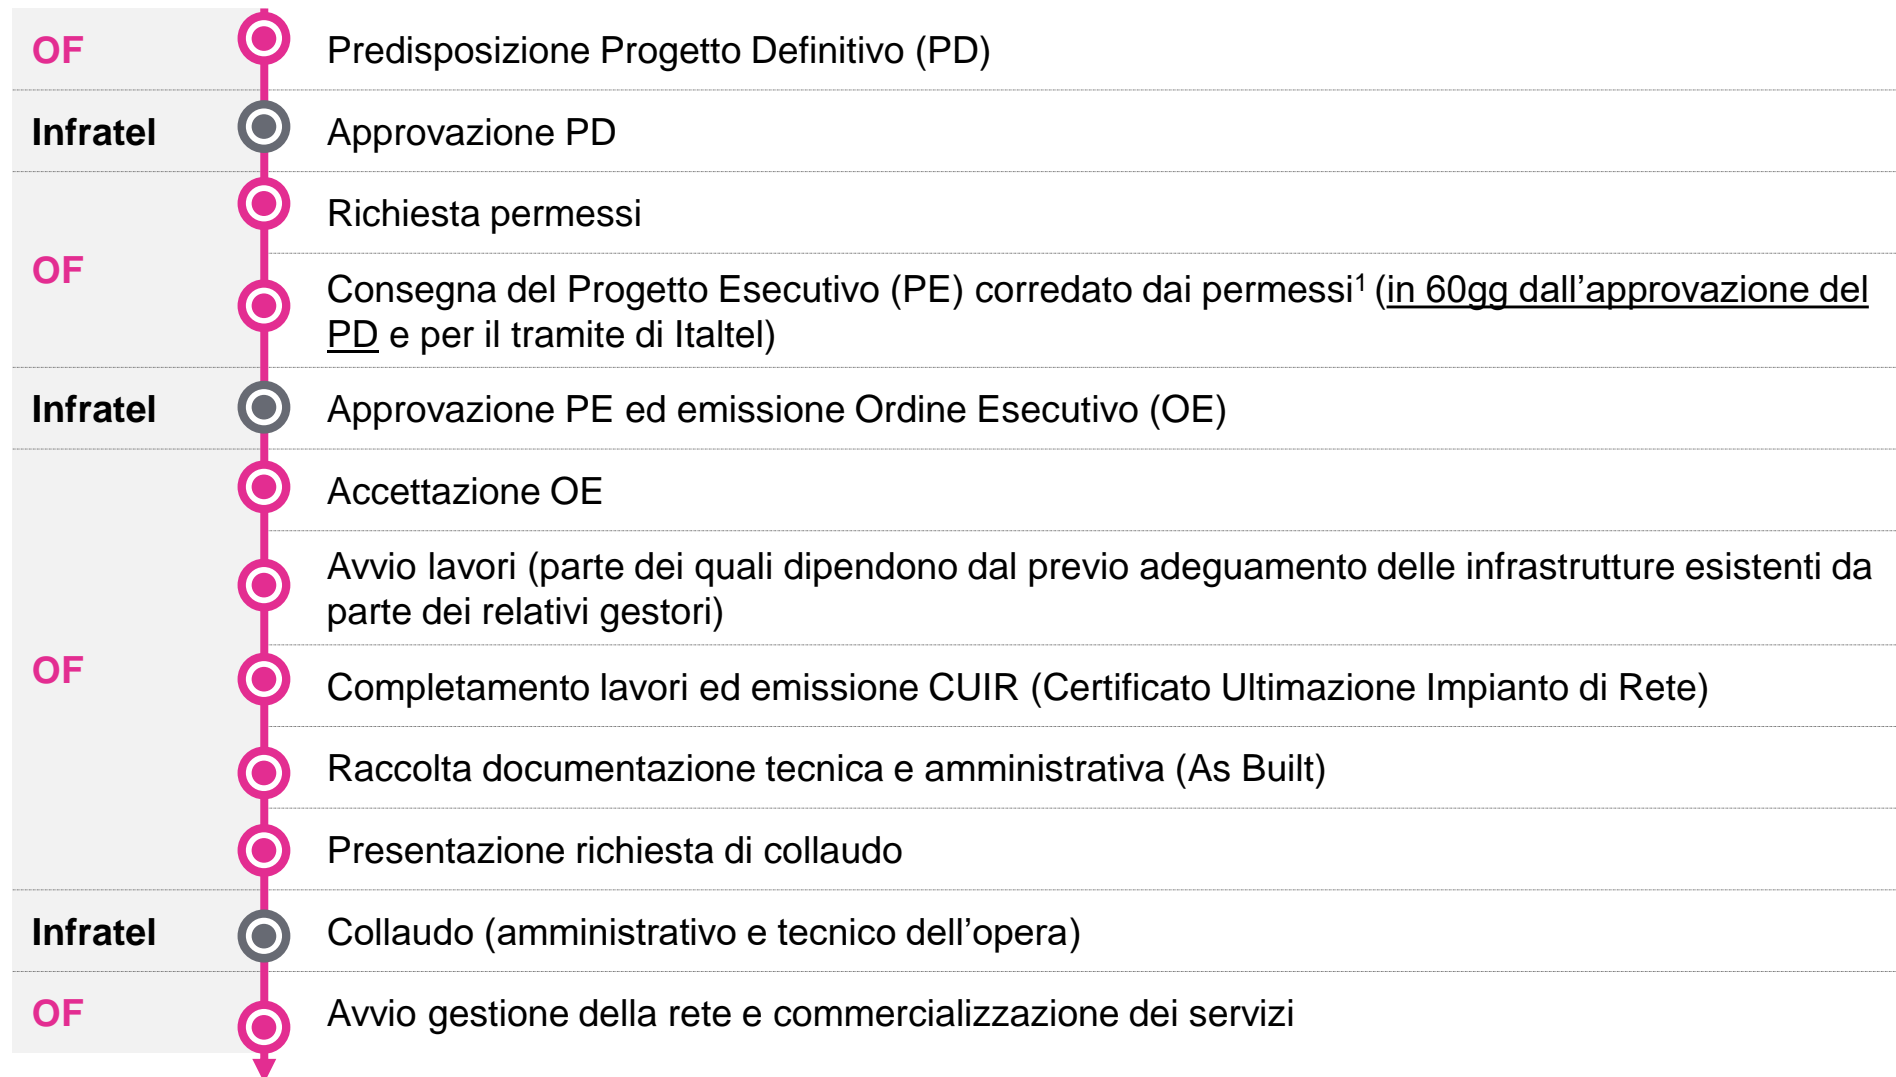 OF
Predisposizione Progetto Definitivo (PD)
Infratel
Approvazione PD
OF
Richiesta permessi
Consegna del Progetto Esecutivo (PE) corredato dai permessi¹ (in 60gg dall’approvazione del
PD e per il tramite di Italtel)
Infratel
Approvazione PE ed emissione Ordine Esecutivo (OE)
OF
Accettazione OE
Avvio lavori (parte dei quali dipendono dal previo adeguamento delle infrastrutture esistenti da
parte dei relativi gestori)
Completamento lavori ed emissione CUIR (Certificato Ultimazione Impianto di Rete)
Raccolta documentazione tecnica e amministrativa (As Built)
Presentazione richiesta di collaudo
Infratel
Collaudo (amministrativo e tecnico dell’opera)
OF
Avvio gestione della rete e commercializzazione dei servizi